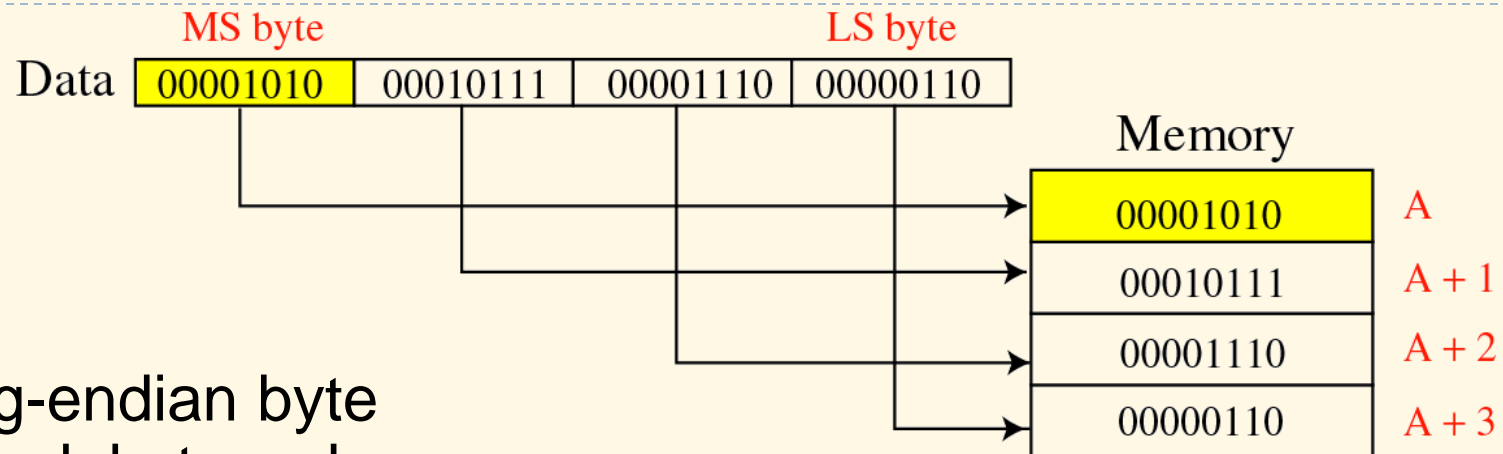 MS byte LS byte
Data 00001010 00010111 00001110 00000110
Memory
00001010 A
00010111 A + 1
00001110 A + 2
g-endian byte
00000110 A + 3